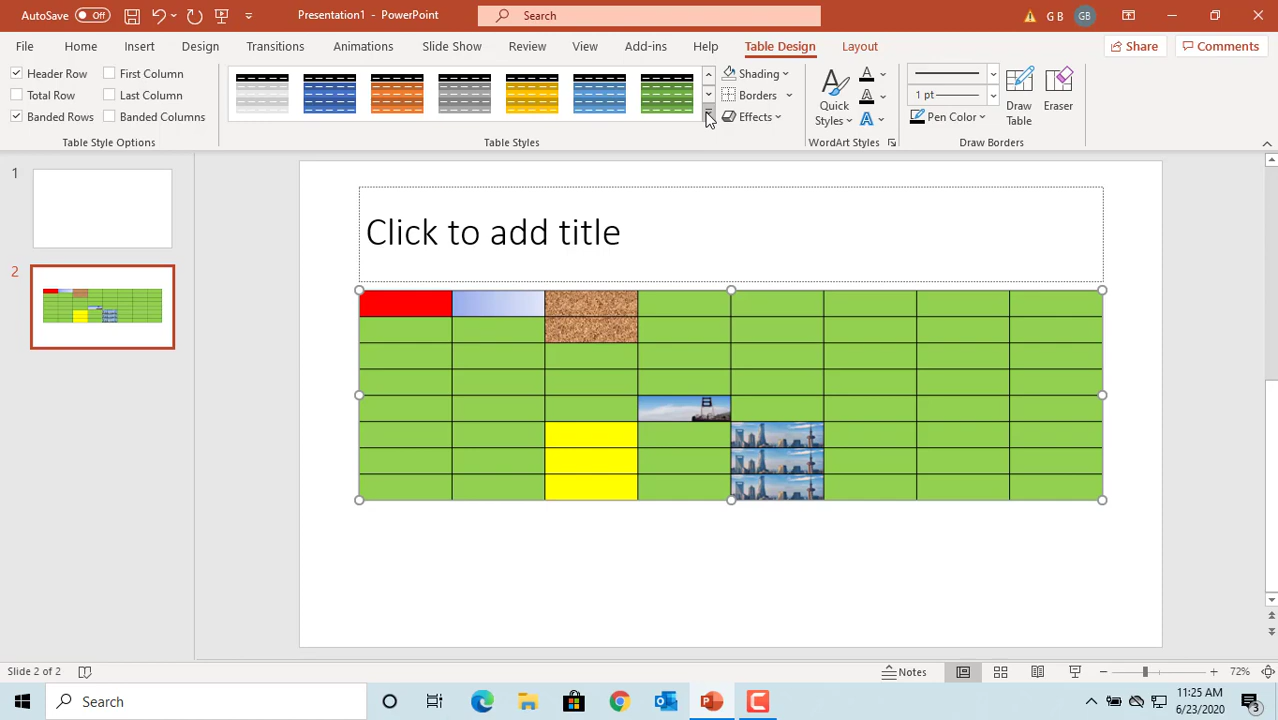 AutoSave Off Presentation1 - PowerPoint Search G B GB
File Home Insert Design Transitions Animations Slide Show Review View Add-ins Help Table Design Layout Share Comments
Header Row First Column
Total Row Last Column
Banded Rows Banded Columns
Table Style Options
Table Styles
Shading
Borders
Effects
Quick
Styles
WordArt Styles
1 pt
Pen Color
Draw
Table
Eraser
Draw Borders
1
2
Click to add title
Slide 2 of 2 Notes 72%
Search
11:25 AM
6/23/2020
3